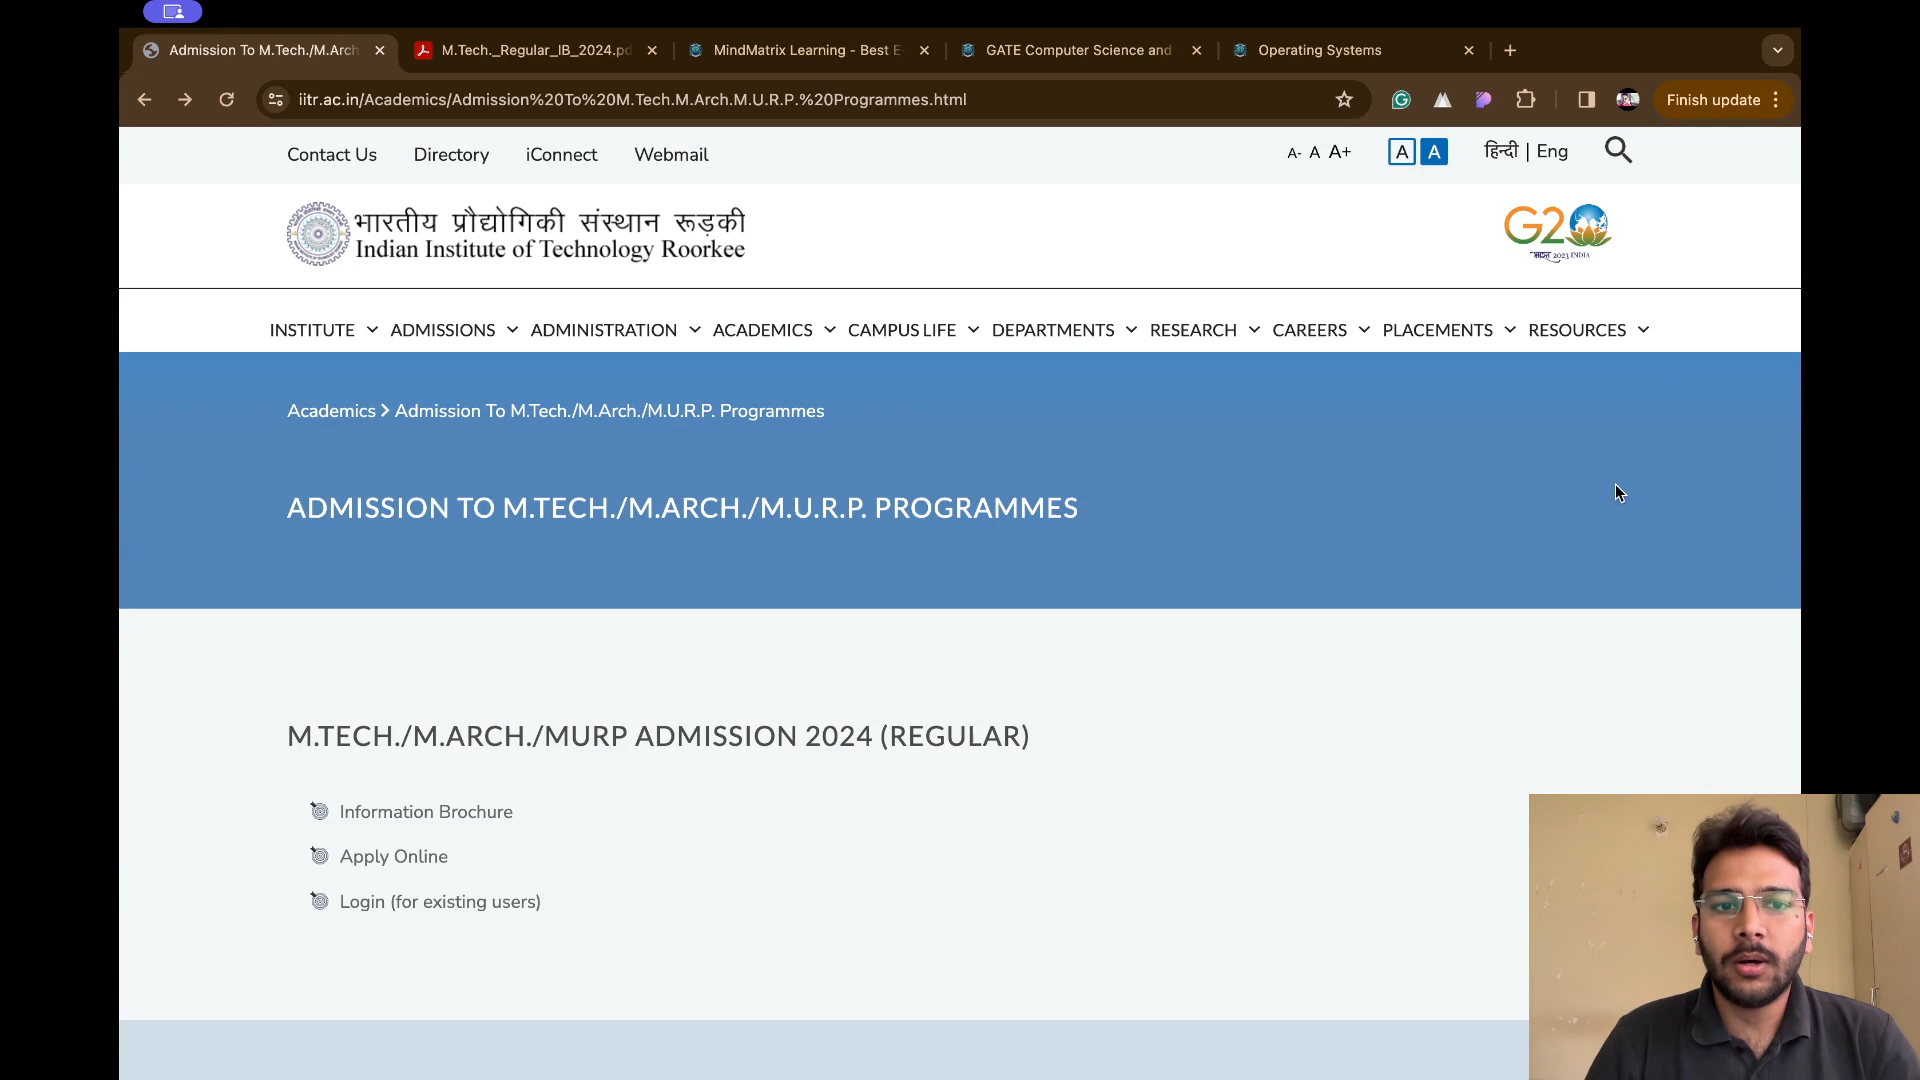 Admission To M.Tech./M.Arch
M.Tech._Regular_IB_2024.pd
MindMatrix Learning - Best E-
GATE Computer Science and
Operating Systems
iitr.ac.in/Academics/Admission%20To%20M.Tech.M.Arch.M.U.R.P.%20Programmes.html
Finish update
Contact Us Directory iConnect Webmail
A- A A+ A A हिन्दी | Eng
भारतीय प्रौद्योगिकी संस्थान रूड़की
Indian Institute of Technology Roorkee
G20
भारत 2023 INDIA
INSTITUTE ADMISSIONS ADMINISTRATION ACADEMICS CAMPUS LIFE DEPARTMENTS RESEARCH CAREERS PLACEMENTS RESOURCES
Academics > Admission To M.Tech./M.Arch./M.U.R.P. Programmes
ADMISSION TO M.TECH./M.ARCH./M.U.R.P. PROGRAMMES
M.TECH./M.ARCH./MURP ADMISSION 2024 (REGULAR)
Information Brochure
Apply Online
Login (for existing users)